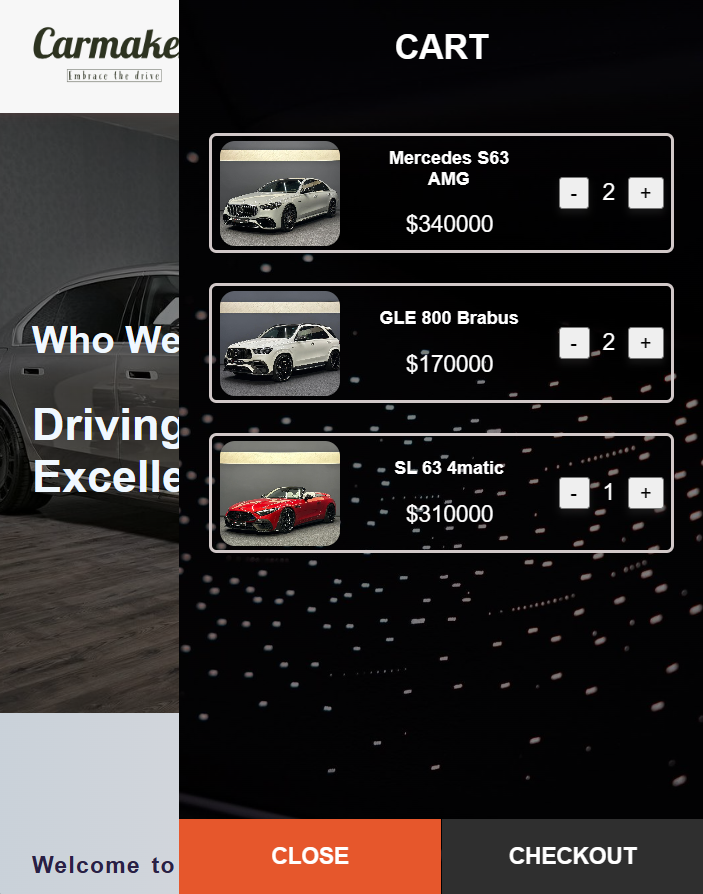 Carmake
Embrace the drive
Who We
Driving
Excelle
Welcome to
CART
Mercedes S63
AMG
$340000
- 2 +
GLE 800 Brabus
$170000
- 2 +
SL 63 4matic
$310000
- 1 +
CLOSE
CHECKOUT